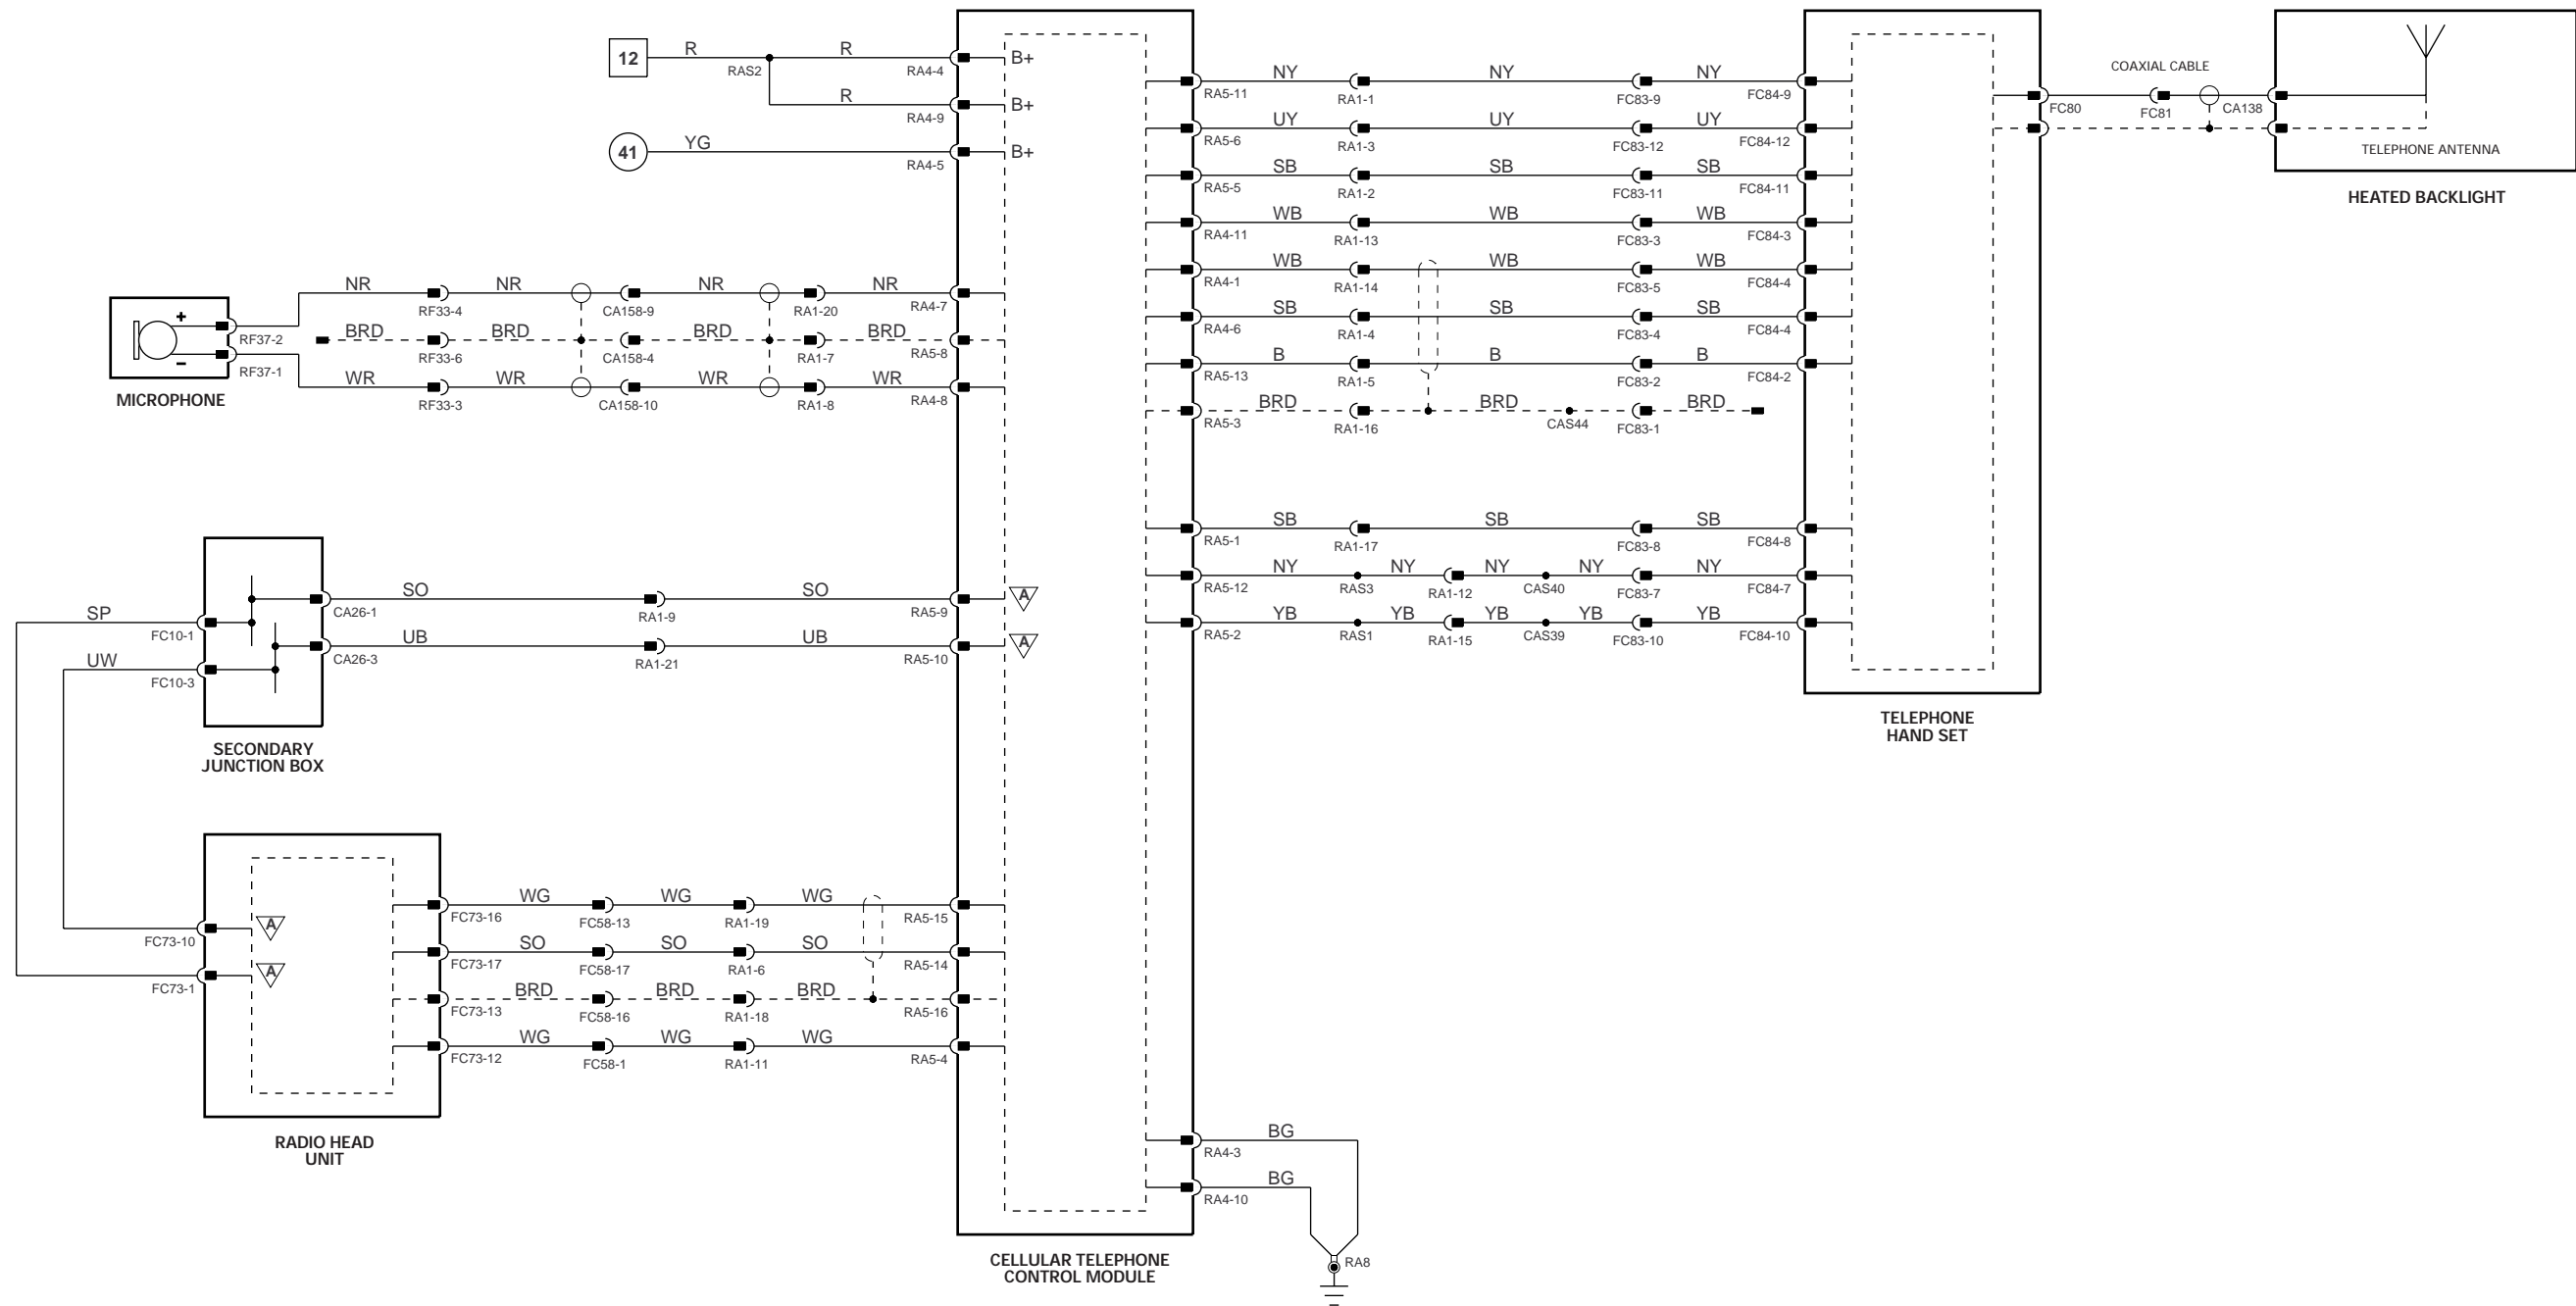 12
R
RAS2
R
RA4-4
B+
R
RA4-9
B+
41
YG
RA4-5
B+
NR
RF33-4
NR
CA158-9
NR
RA1-20
NR
RA4-7
BRD
RF33-6
BRD
CA158-4
BRD
RA1-7
BRD
RA5-8
WR
RF33-3
WR
CA158-10
WR
RA1-8
WR
RA4-8
+
RF37-2
–
RF37-1
MICROPHONE
SP
FC10-1
UW
FC10-3
CA26-1
SO
RA1-9
SO
RA5-9
A
CA26-3
UB
RA1-21
UB
RA5-10
A
SECONDARY
JUNCTION BOX
FC73-10
A
FC73-1
A
FC73-16
WG
FC58-13
WG
RA1-19
WG
RA5-15
FC73-17
SO
FC58-17
SO
RA1-6
SO
RA5-14
FC73-13
BRD
FC58-16
BRD
RA1-18
BRD
RA5-16
FC73-12
WG
FC58-1
WG
RA1-11
WG
RA5-4
RADIO HEAD
UNIT
RA5-11
NY
RA1-1
NY
FC83-9
NY
FC84-9
RA5-6
UY
RA1-3
UY
FC83-12
UY
FC84-12
RA5-5
SB
RA1-2
SB
FC83-11
SB
FC84-11
RA4-11
WB
RA1-13
WB
FC83-3
WB
FC84-3
RA4-1
WB
RA1-14
WB
FC83-5
WB
FC84-4
RA4-6
SB
RA1-4
SB
FC83-4
SB
FC84-4
RA5-13
B
RA1-5
B
FC83-2
B
FC84-2
RA5-3
BRD
RA1-16
BRD
CAS44
FC83-1
BRD
RA5-1
SB
RA1-17
SB
FC83-8
SB
FC84-8
RA5-12
NY
RAS3
NY
RA1-12
NY
CAS40
NY
FC83-7
NY
FC84-7
RA5-2
YB
RAS1
YB
RA1-15
YB
CAS39
YB
FC83-10
YB
FC84-10
RA4-3
BG
RA4-10
BG
RA8
CELLULAR TELEPHONE
CONTROL MODULE
TELEPHONE
HAND SET
FC80
COAXIAL CABLE
FC81
CA138
TELEPHONE ANTENNA
HEATED BACKLIGHT